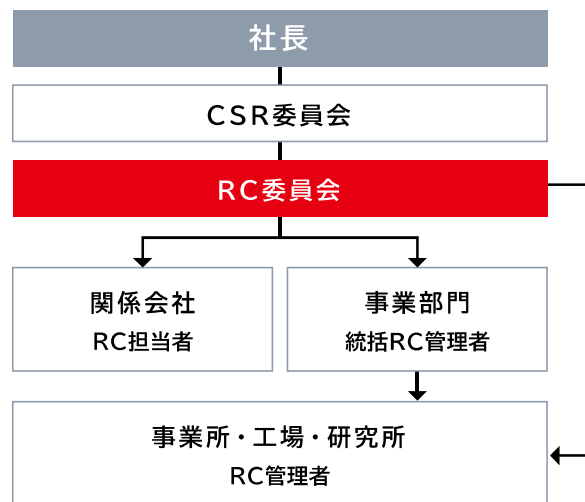 社長
CSR委員会
RC委員会
関係会社
RC担当者
事業部門
統括RC管理者
事業所・工場・研究所
RC管理者